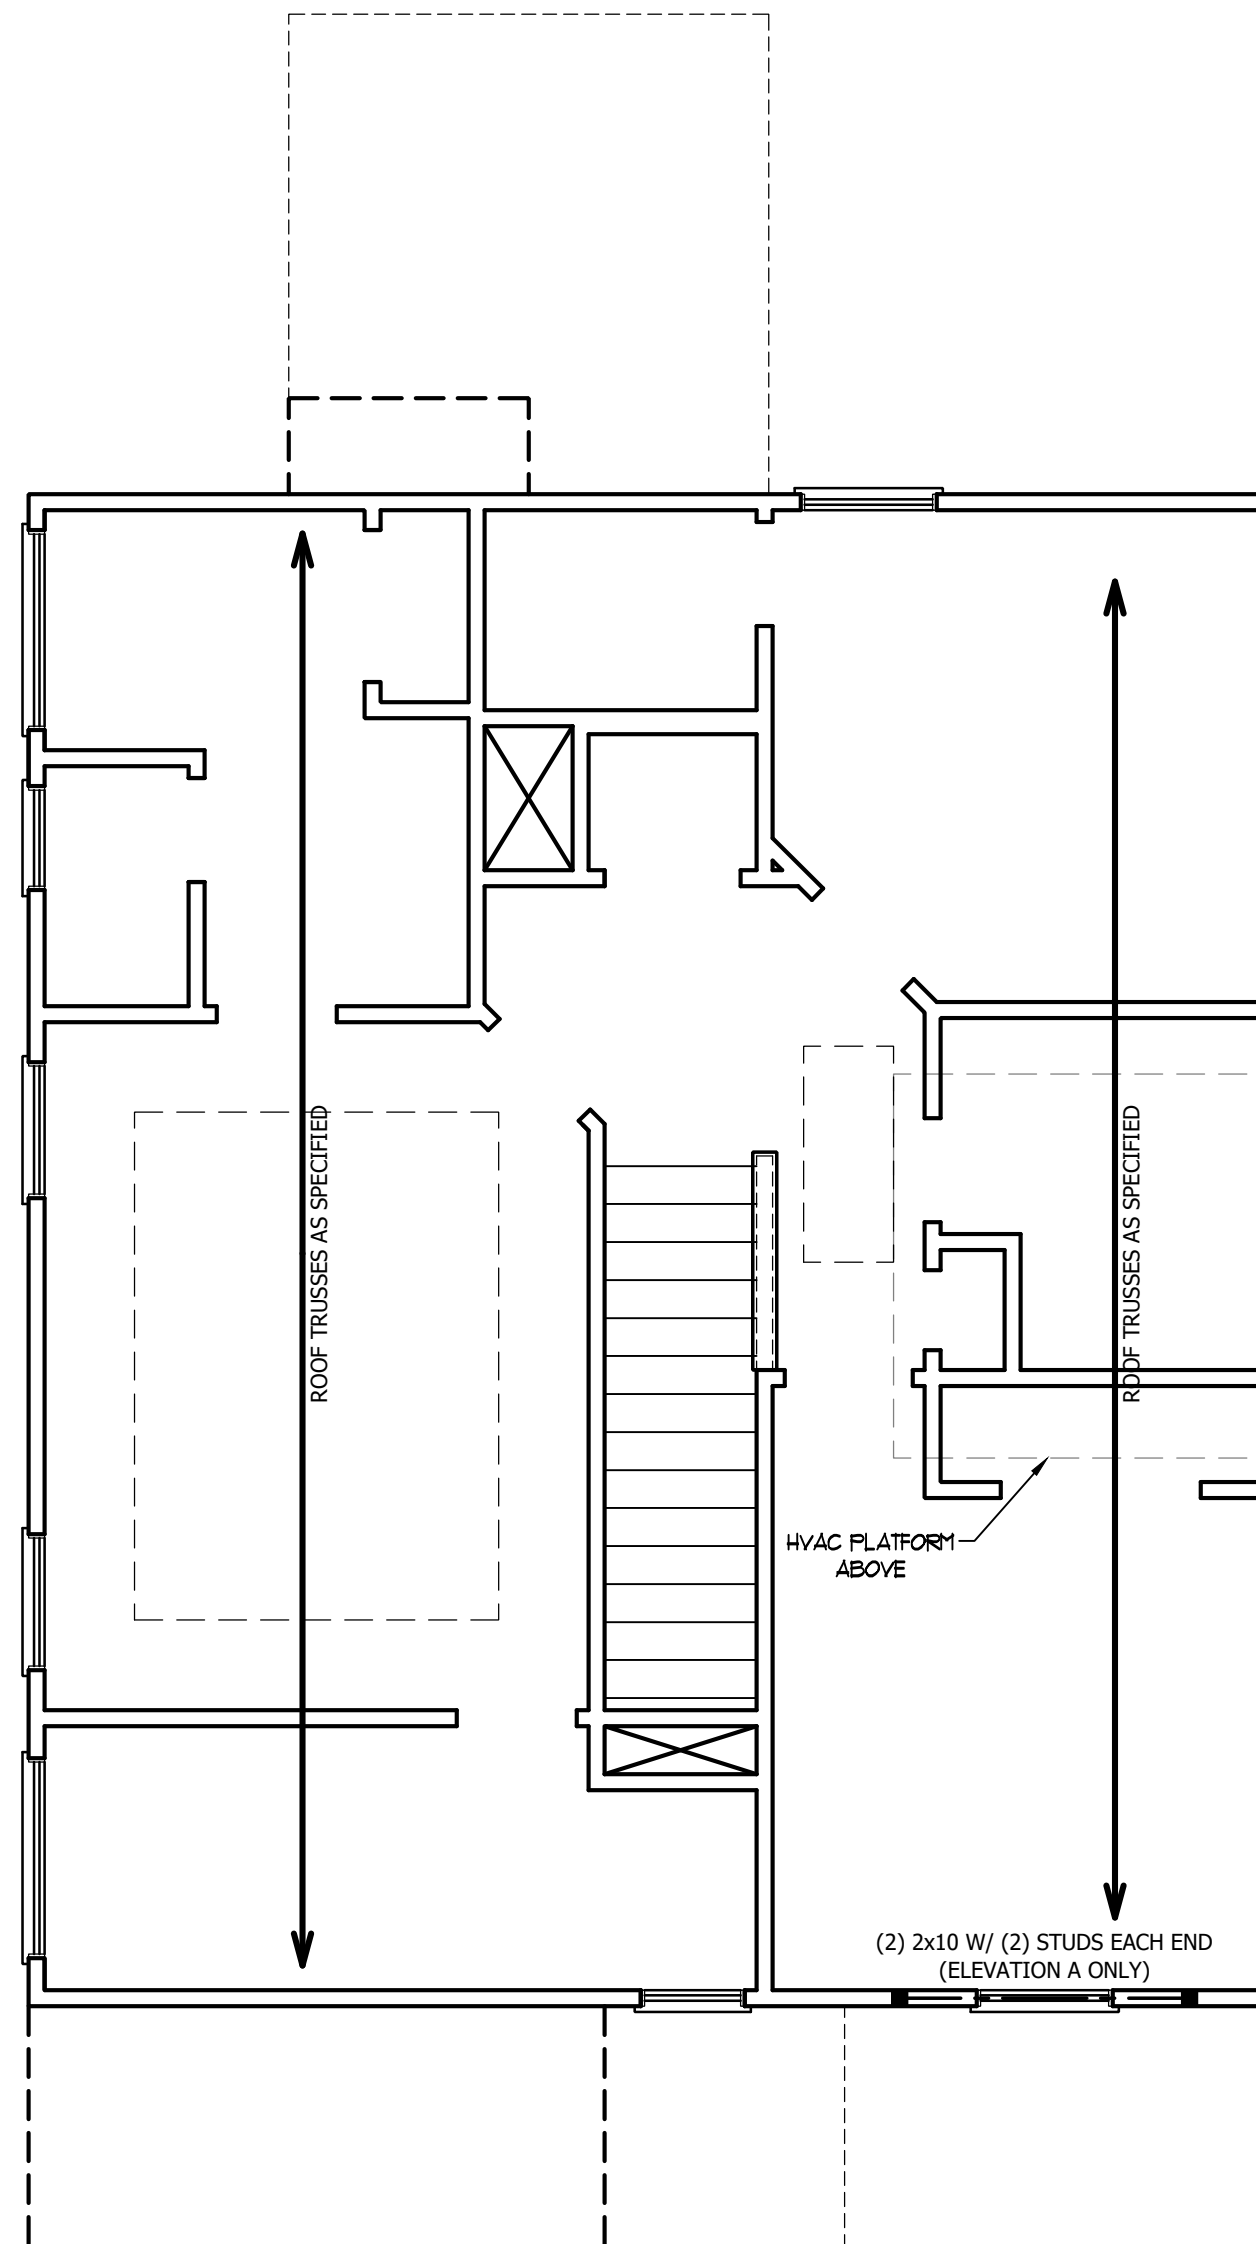 ROOF TRUSSES AS SPECIFIED
ROOF TRUSSES AS SPECIFIED
HVAC PLATFORM
ABOVE
(2) 2x10 W/ (2) STUDS EACH END
(ELEVATION A ONLY)